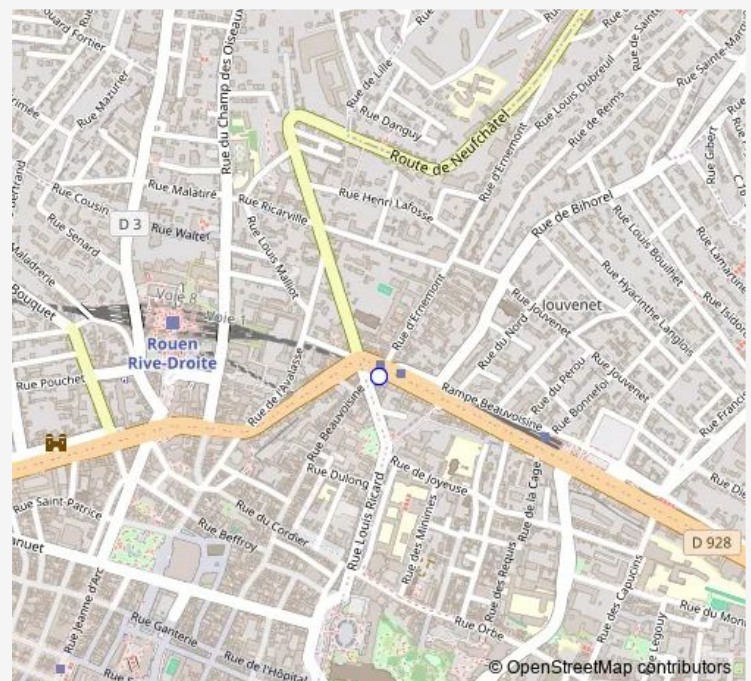 Rue du Champ des Oiseaux
Rue de Lille
Rue Mazurier
Rue Danguy
Rue Louis Dubreuil
Rue de Reims
Route de Neufchâtel
Rue d'Ernemont
Rue Gibert
Rue Malatiré
Rue Cousin
Rue Ricarville
Rue Henri Lafosse
D 3
Rue Senard
Rue Walter
Rue Louis Malliot
Rue de Bihorel
Rue Louis Bouilhet
Rue Lamartine
Voie 8
Voie 1
Rue d'Ernemont
Rue Hyacinthe Langlois
Bouquet
Jouvenet
Rue Jouvenet
Rouen
Rive-Droite
Rue du Nord
Rue Pouchet
Rue de l'Avalasse
Rampe Beauvoisine
Rue du Pérou
Rue Jouvenet
Rue Bonnefoi
Rue Beauvoisine
Rue Dulong
Rue de Joyeuse
Rue de la Cage
Rue Saint-Patrice
Rue du Cordier
Rue Beffroy
Rue Louis Ricard
Rue des Minimes
D 928
Rue des Requis
Rue des Capucins
Rue Jeanne d'Arc
Rue Ganterie
Rue Orbe
Rue de l'Hôpital
© OpenStreetMap contributors